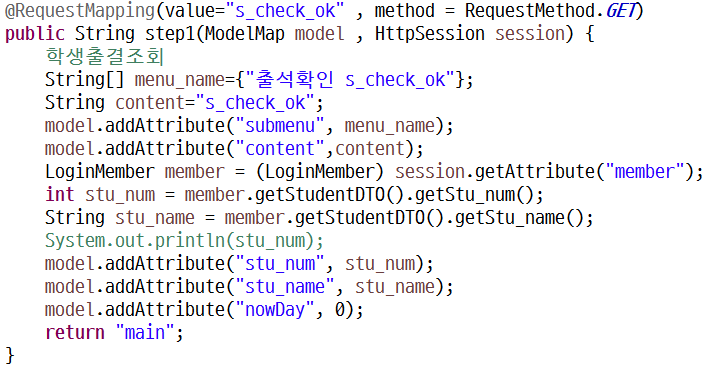 @RequestMapping(value="s_check_ok" , method = RequestMethod.GET)
public String step1(ModelMap model , HttpSession session) {
학생출결조회
String[] menu_name={"출석확인 s_check_ok"};
String content="s_check_ok";
model.addAttribute("submenu", menu_name);
model.addAttribute("content",content);
LoginMember member = (LoginMember) session.getAttribute("member");
int stu_num = member.getStudentDTO().getStu_num();
String stu_name = member.getStudentDTO().getStu_name();
System.out.println(stu_num);
model.addAttribute("stu_num", stu_num);
model.addAttribute("stu_name", stu_name);
model.addAttribute("nowDay", 0);
return "main";
}